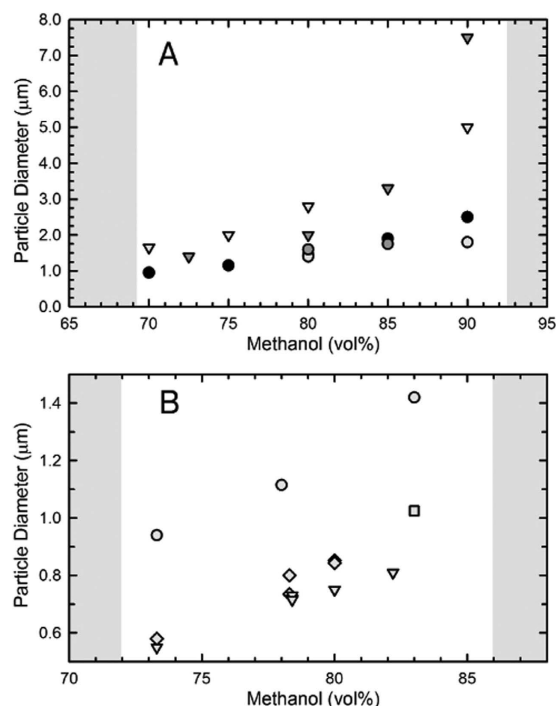 8.0
7.0
6.0
5.0
4.0
3.0
2.0
1.0
0.0
Particle Diameter (μm)
A
65 70 75 80 85 90 95
Methanol (vol%)
1.4
1.2
1.0
0.8
0.6
Particle Diameter (μm)
B
70 75 80 85
Methanol (vol%)